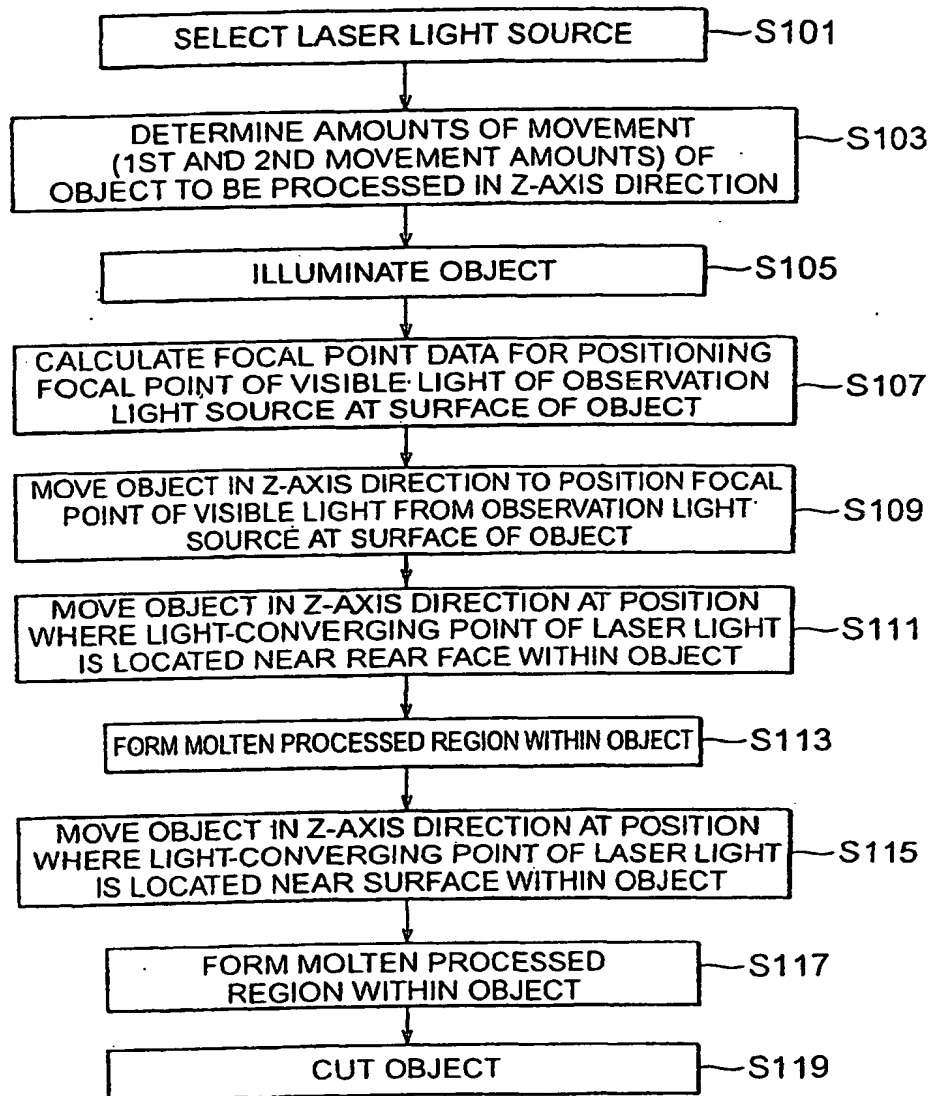 SELECT LASER LIGHT SOURCE
S101
DETERMINE AMOUNTS OF MOVEMENT
(1ST AND 2ND MOVEMENT AMOUNTS) OF
OBJECT TO BE PROCESSED IN Z-AXIS DIRECTION
S103
ILLUMINATE OBJECT
S105
CALCULATE FOCAL POINT DATA FOR POSITIONING
FOCAL POINT OF VISIBLE LIGHT OF OBSERVATION
LIGHT SOURCE AT SURFACE OF OBJECT
S107
MOVE OBJECT IN Z-AXIS DIRECTION TO POSITION FOCAL
POINT OF VISIBLE LIGHT FROM OBSERVATION LIGHT
SOURCE AT SURFACE OF OBJECT
S109
MOVE OBJECT IN Z-AXIS DIRECTION AT POSITION
WHERE LIGHT-CONVERGING POINT OF LASER LIGHT
IS LOCATED NEAR REAR FACE WITHIN OBJECT
S111
FORM MOLTEN PROCESSED REGION WITHIN OBJECT
S113
MOVE OBJECT IN Z-AXIS DIRECTION AT POSITION
WHERE LIGHT-CONVERGING POINT OF LASER LIGHT
IS LOCATED NEAR SURFACE WITHIN OBJECT
S115
FORM MOLTEN PROCESSED
REGION WITHIN OBJECT
S117
CUT OBJECT
S119